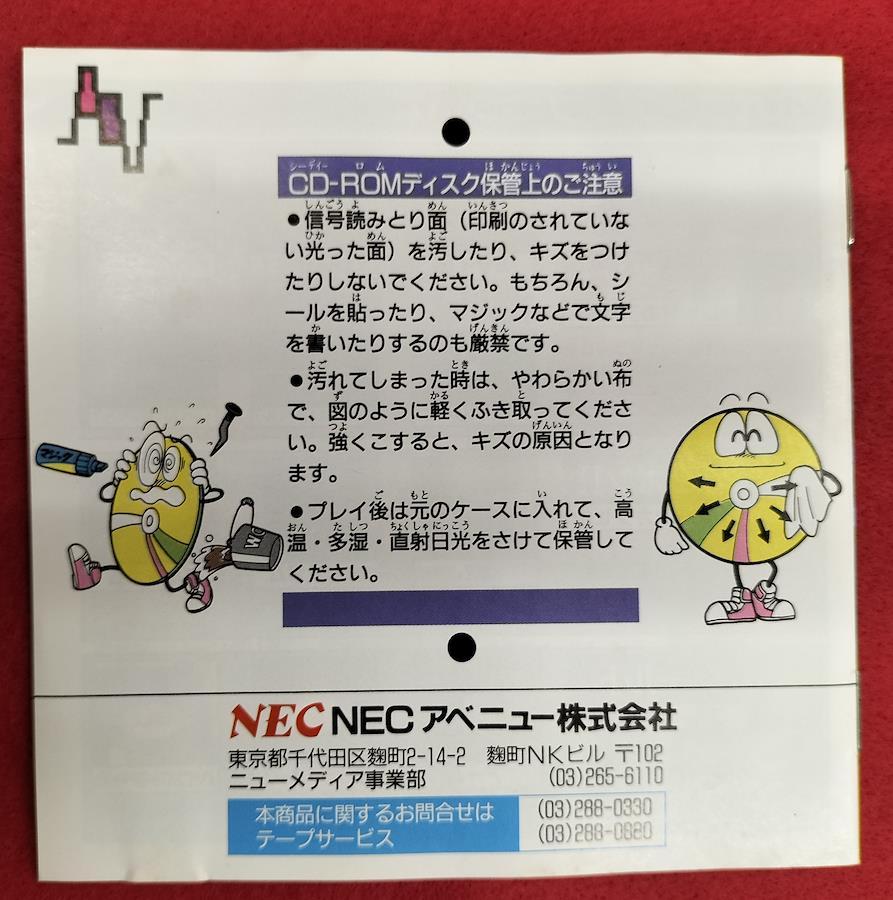 AV
CD-ROMディスク保管上のご注意
●信号読みとり面（印刷のされていな
い光った面）を汚したり、キズをつけ
たりしないでください。もちろん、シ
ールを貼ったり、マジックなどで文字
を書いたりするのも厳禁です。
●汚れてしまった時は、やわらかい布
で、図のように軽くふき取ってくださ
い。強くこすると、キズの原因となり
ます。
●プレイ後は元のケースに入れて、高
温・多湿・直射日光をさけて保管して
ください。
マジック
NEC NECアベニュー株式会社
東京都千代田区麴町2-14-2 麴町NKビル 〒102
ニューメディア事業部 (03)265-6110
本商品に関するお問合せは (03)288-0330
テープサービス (03)288-0880